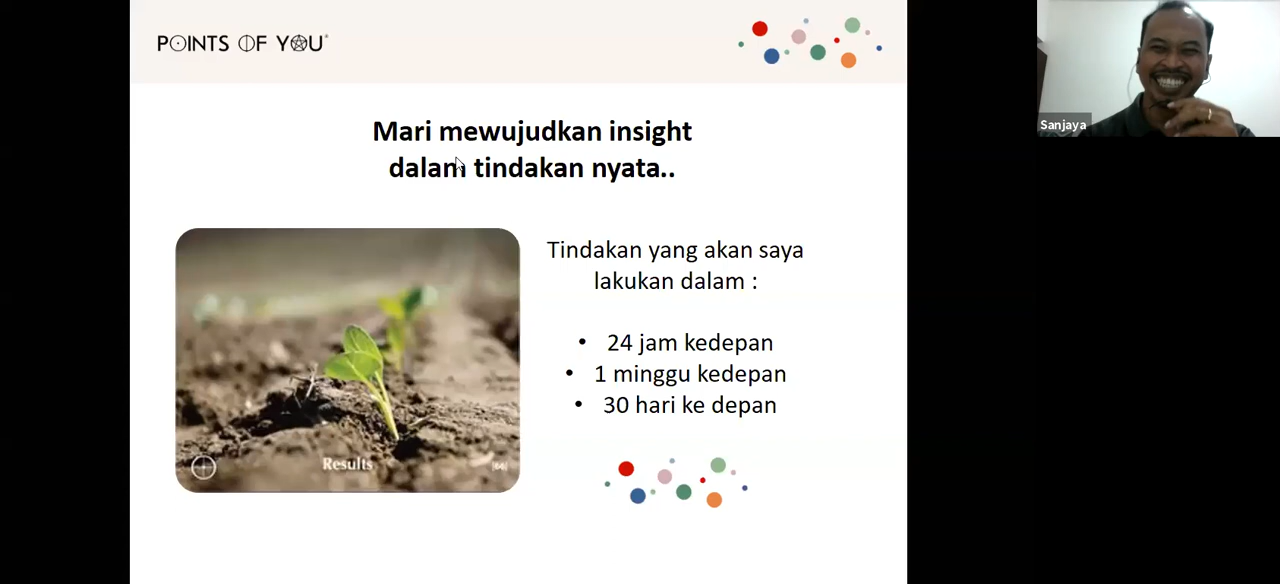 POINTS OF YOU®
Sanjaya
Mari mewujudkan insight
dalam tindakan nyata..
Tindakan yang akan saya
lakukan dalam :
• 24 jam kedepan
• 1 minggu kedepan
• 30 hari ke depan
Results
|64|